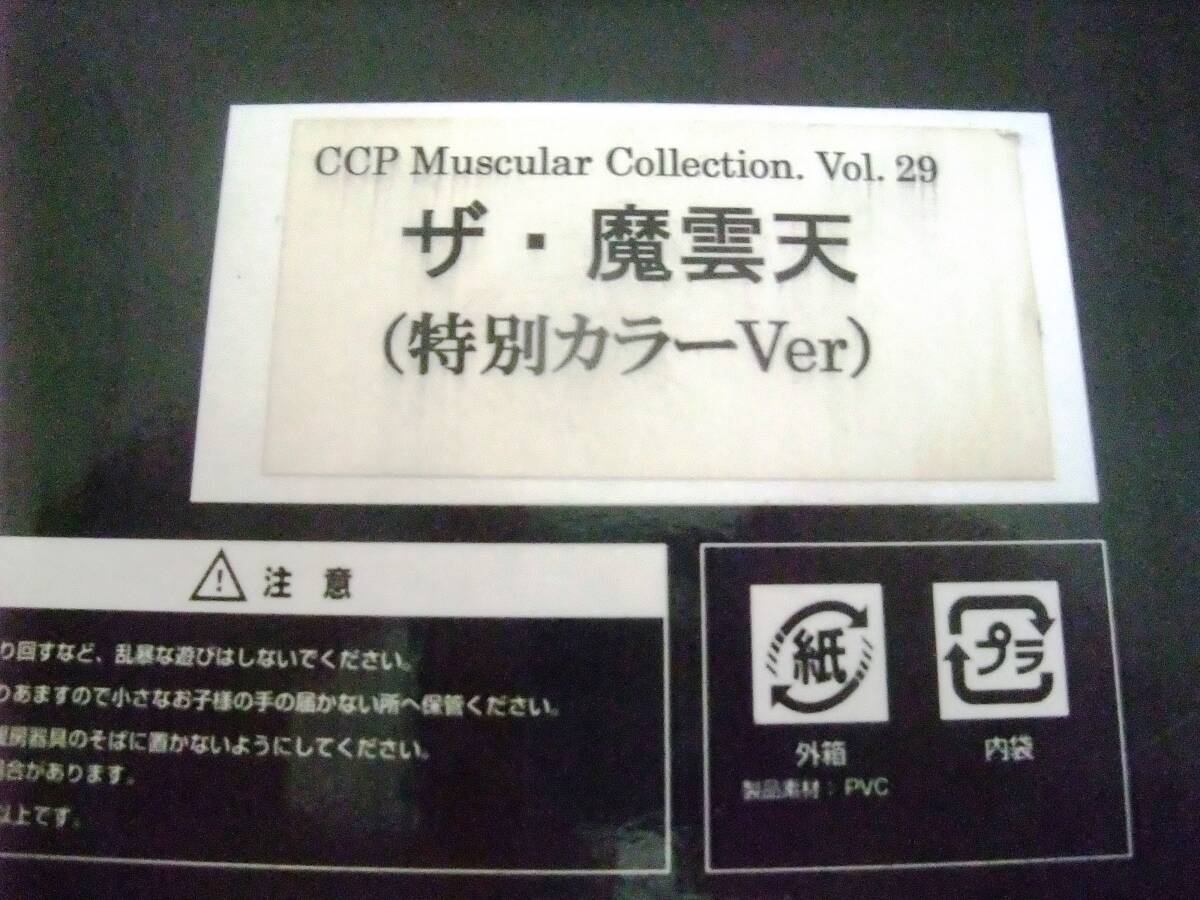 CCP Muscular Collection. Vol. 29
ザ・魔雲天
(特別カラーVer)
注 意
り回すなど、乱暴な遊びはしないでください。
りあますので小さなお子様の手の届かない所へ保管ください。
房器具のそばに置かないようにしてください。
合があります。
以上です。
紙
プラ
外箱
内袋
製品素材：PVC